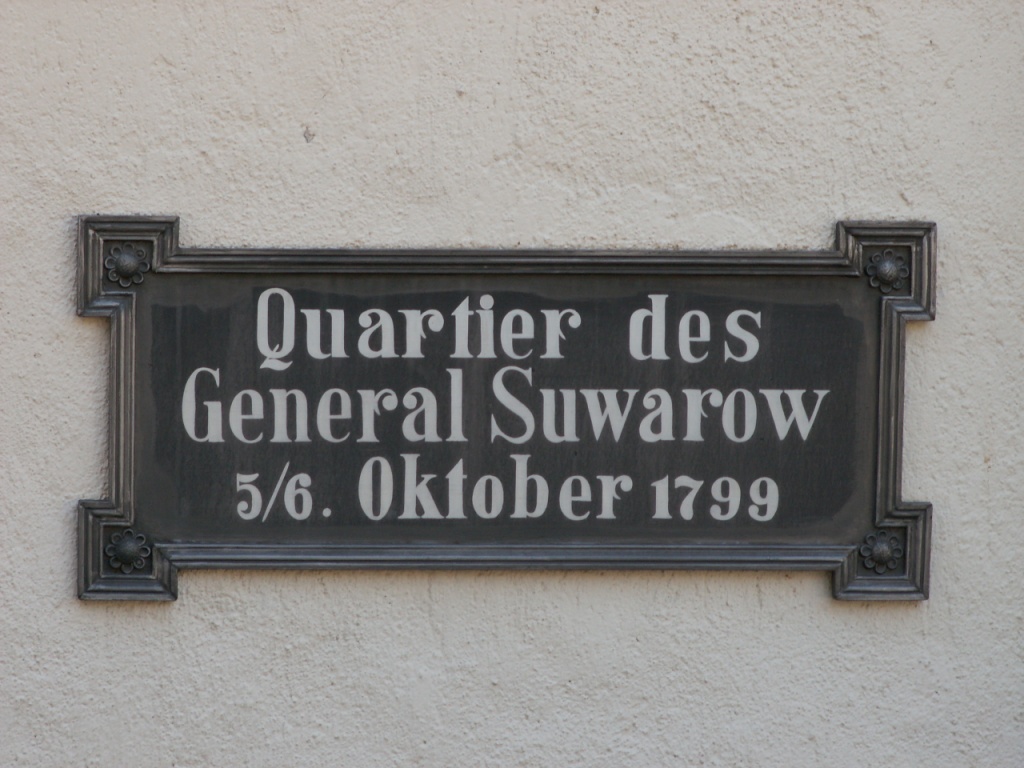 Quartier des
General Suwarow
5/6. Oktober 1799